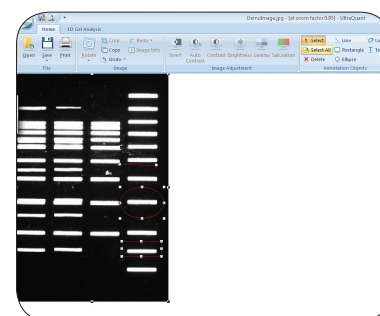 DemoImage.jpg - [at zoom factor 0.95] - UltraQuant
Home 1D Gel Analysis
Open Save Print
File
Rotate Crop Copy Undo Redo Image Info
Image
Invert Auto Contrast Contrast Brightness Gamma Saturation
Image Adjustment
Select Line
Select All Rectangle
Delete Ellipse
Annotation Objects